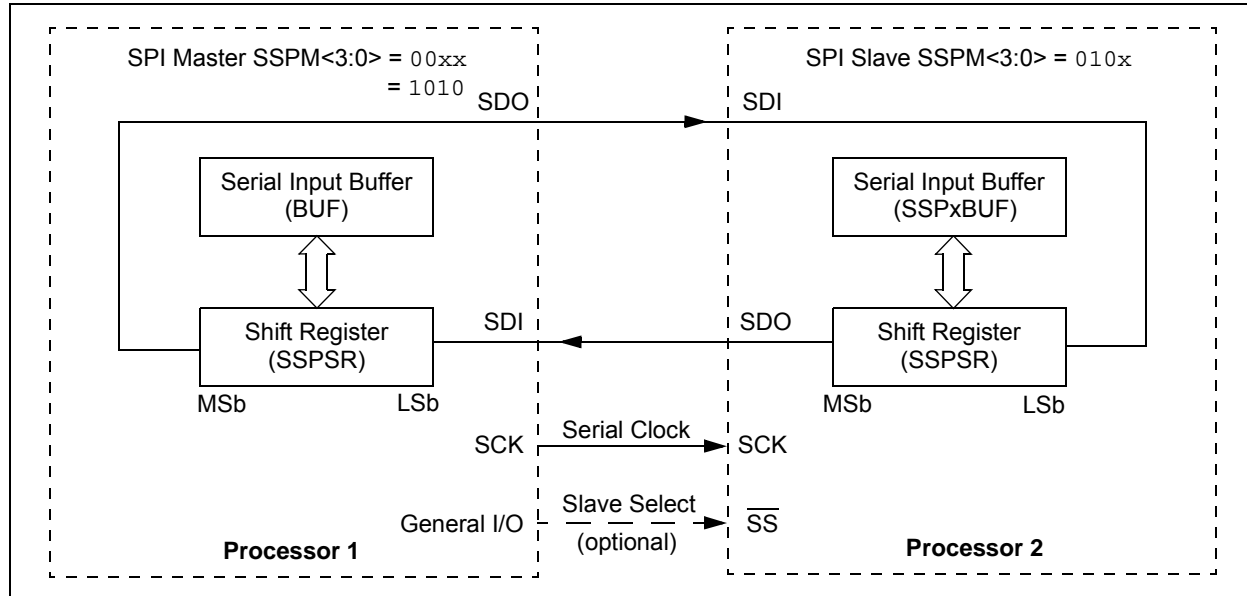 SPI Master SSPM<3:0> = 00xx
= 1010
SPI Slave SSPM<3:0> = 010x
SDO
SDI
Serial Input Buffer
(BUF)
Serial Input Buffer
(SSPxBUF)
Shift Register
(SSPSR)
SDI
SDO
Shift Register
(SSPSR)
MSb
LSb
MSb
LSb
SCK
Serial Clock
SCK
General I/O
Slave Select
(optional)
S̅S̅
Processor 1
Processor 2